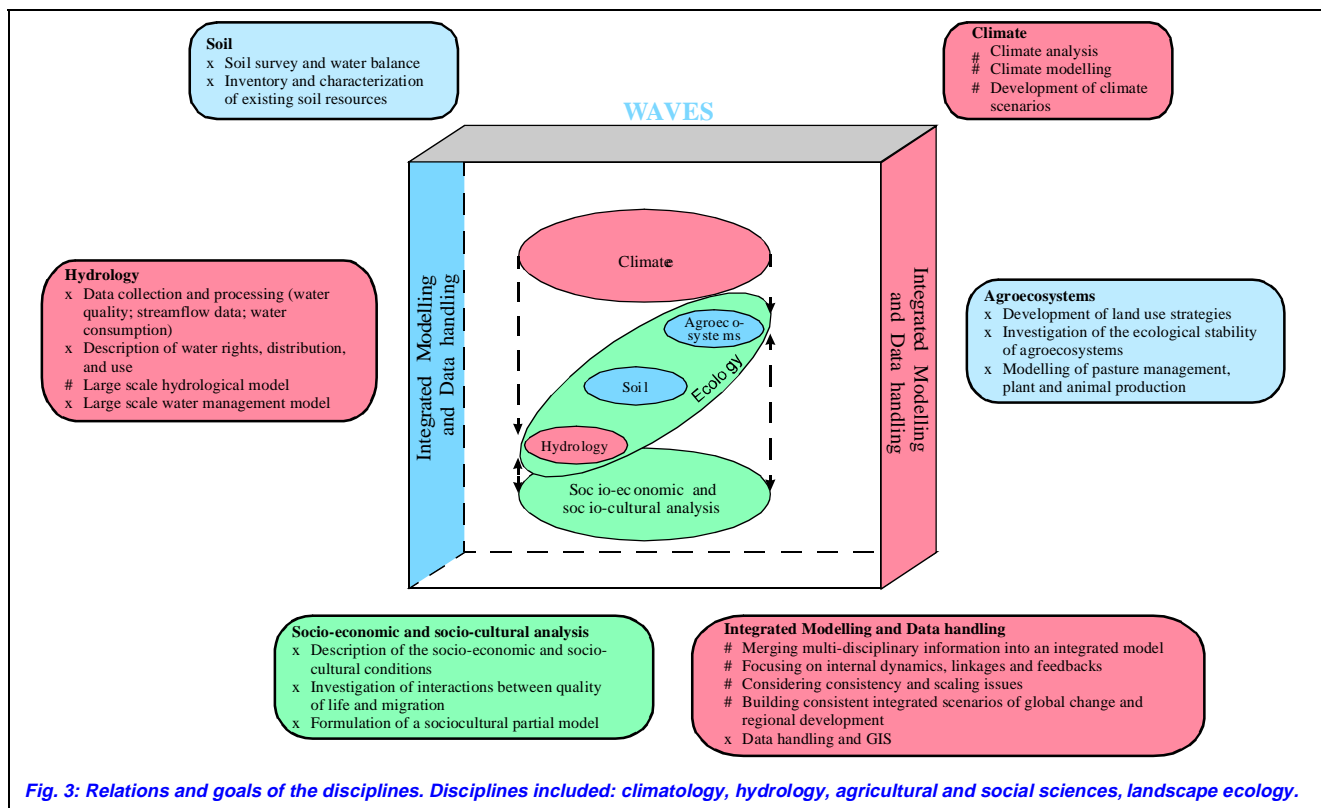 Soil
x Soil survey and water balance
x Inventory and characterization
of existing soil resources
Climate
# Climate analysis
# Climate modelling
# Development of climate
scenarios
WAVES
Integrated Modelling
and Data handling
Integrated Modelling
and Data handling
Climate
Agroeco-
systems
Soil
Ecology
Hydrology
Socio-economic and
socio-cultural analysis
Hydrology
x Data collection and processing (water
quality; streamflow data; water
consumption)
x Description of water rights, distribution,
and use
# Large scale hydrological model
x Large scale water management model
Agroecosystems
x Development of land use strategies
x Investigation of the ecological stability
of agroecosystems
x Modelling of pasture management,
plant and animal production
Socio-economic and socio-cultural analysis
x Description of the socio-economic and socio-
cultural conditions
x Investigation of interactions between quality
of life and migration
x Formulation of a sociocultural partial model
Integrated Modelling and Data handling
# Merging multi-disciplinary information into an integrated model
# Focusing on internal dynamics, linkages and feedbacks
# Considering consistency and scaling issues
# Building consistent integrated scenarios of global change and
regional development
x Data handling and GIS
Fig. 3: Relations and goals of the disciplines. Disciplines included: climatology, hydrology, agricultural and social sciences, landscape ecology.